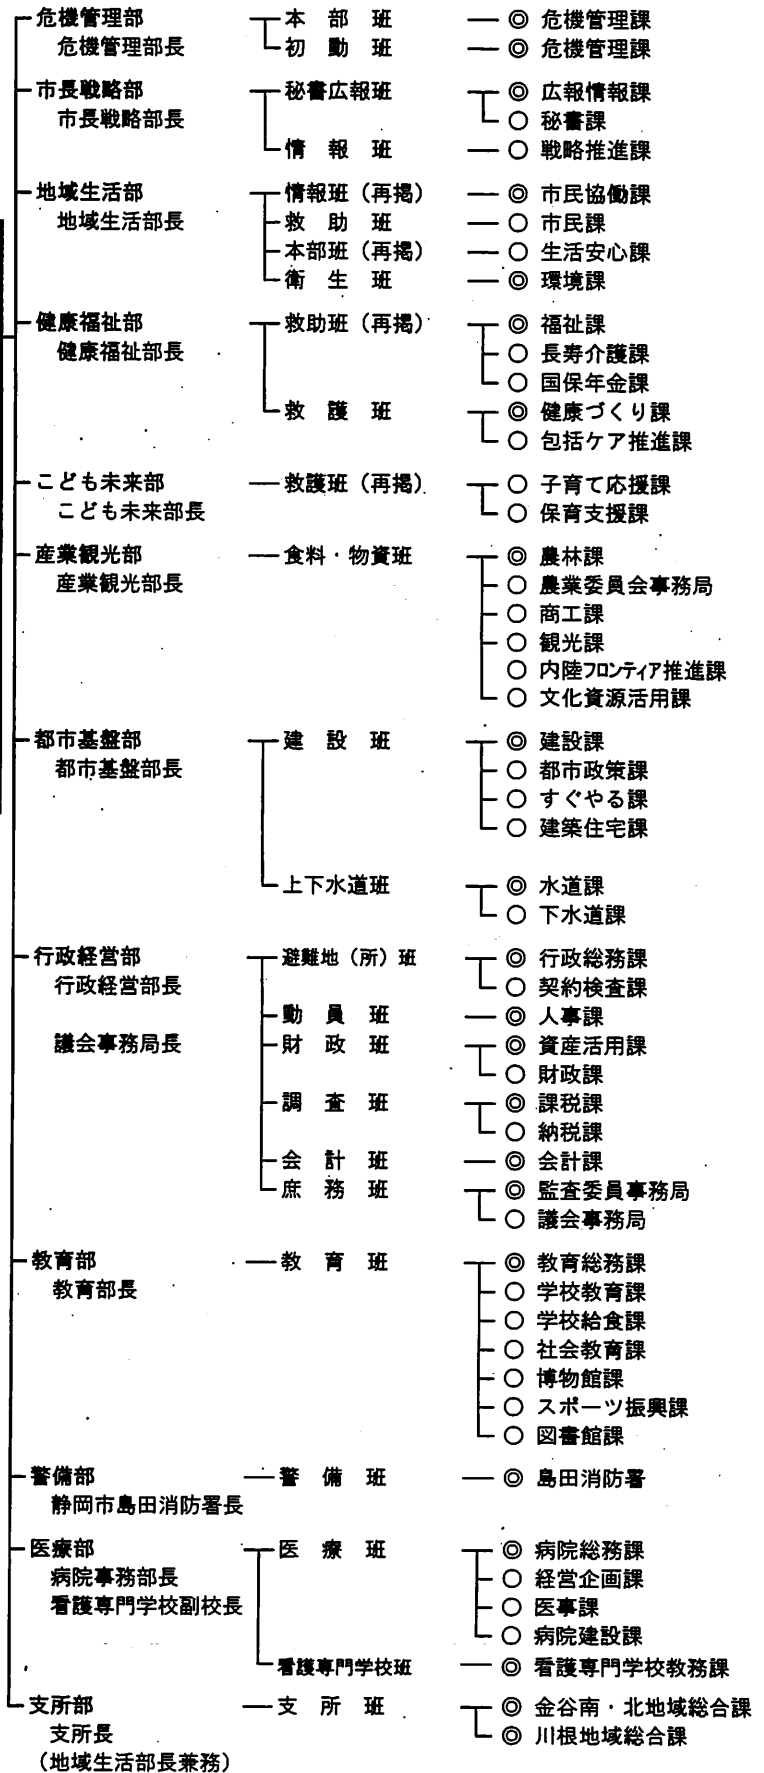 危機管理部 本部班 ◎ 危機管理課
危機管理部長 初動班 ◎ 危機管理課
市長戦略部 秘書広報班 ◎ 広報情報課
市長戦略部長 ○ 秘書課
情報班 ○ 戦略推進課
地域生活部 情報班（再掲） ◎ 市民協働課
地域生活部長 救助班 ○ 市民課
本部班（再掲） ○ 生活安心課
衛生班 ◎ 環境課
健康福祉部 救助班（再掲） ◎ 福祉課
健康福祉部長 ○ 長寿介護課
○ 国保年金課
救護班 ◎ 健康づくり課
○ 包括ケア推進課
こども未来部 救護班（再掲） ○ 子育て応援課
こども未来部長 ○ 保育支援課
産業観光部 食料・物資班 ◎ 農林課
産業観光部長 ○ 農業委員会事務局
○ 商工課
○ 観光課
○ 内陸フロンティア推進課
○ 文化資源活用課
都市基盤部 建設班 ◎ 建設課
都市基盤部長 ○ 都市政策課
○ すぐやる課
○ 建築住宅課
上下水道班 ◎ 水道課
○ 下水道課
行政経営部 避難地（所）班 ◎ 行政総務課
行政経営部長 ○ 契約検査課
動員班 ◎ 人事課
議会事務局長 財政班 ◎ 資産活用課
○ 財政課
調査班 ◎ 課税課
○ 納税課
会計班 ◎ 会計課
庶務班 ◎ 監査委員事務局
○ 議会事務局
教育部 教育班 ◎ 教育総務課
教育部長 ○ 学校教育課
○ 学校給食課
○ 社会教育課
○ 博物館課
○ スポーツ振興課
○ 図書館課
警備部 警備班 ◎ 島田消防署
静岡市島田消防署長
医療部 医療班 ◎ 病院総務課
病院事務部長 ○ 経営企画課
看護専門学校副校長 ○ 医事課
○ 病院建設課
看護専門学校班 ◎ 看護専門学校教務課
支所部 支所班 ◎ 金谷南・北地域総合課
支所長 ◎ 川根地域総合課
（地域生活部長兼務）